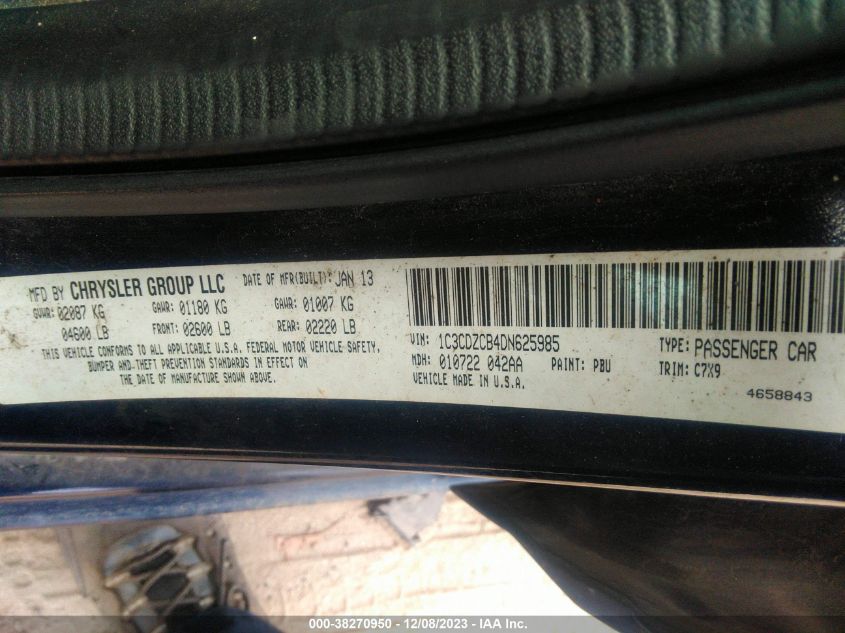 MFD BY CHRYSLER GROUP LLC DATE OF MFR(BUILT): JAN 13
GVWR: 02087 KG GAWR: 01180 KG GAWR: 01007 KG
04600 LB FRONT: 02600 LB REAR: 02220 LB
THIS VEHICLE CONFORMS TO ALL APPLICABLE U.S.A. FEDERAL MOTOR VEHICLE SAFETY,
BUMPER AND THEFT PREVENTION STANDARDS IN EFFECT ON
THE DATE OF MANUFACTURE SHOWN ABOVE.
VIN: 1C3CDZCB4DN625985 TYPE: PASSENGER CAR
MDH: 010722 042AA PAINT: PBU TRIM: C7X9
VEHICLE MADE IN U.S.A.
4658843
000-38270950 - 12/08/2023 - IAA Inc.